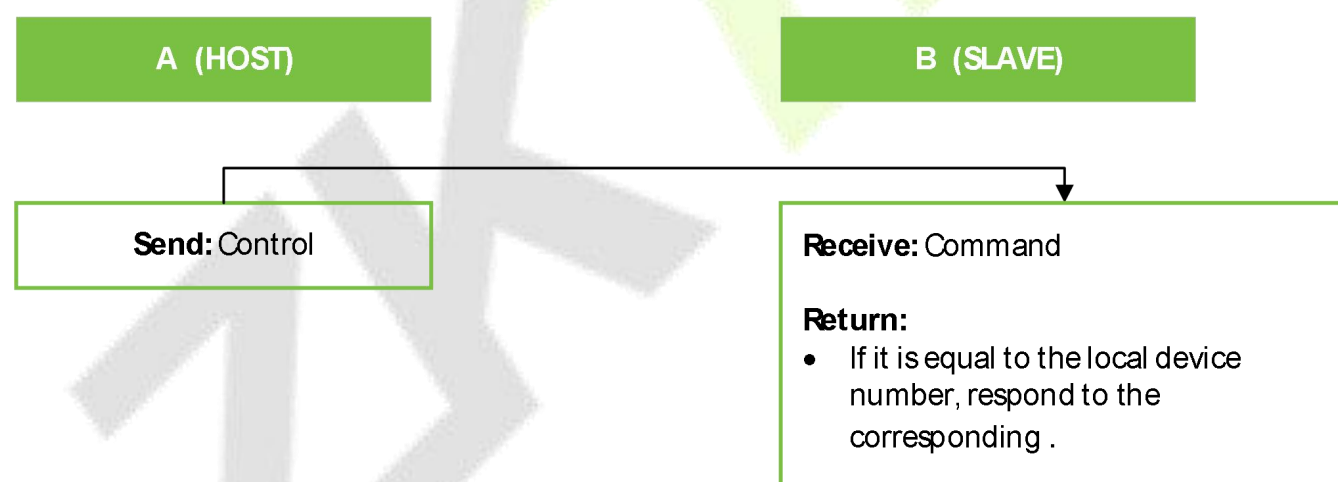 A (HOST)
B (SLAVE)
Send: Control
Receive: Command
Return:
• If it is equal to the local device
number, respond to the
corresponding .